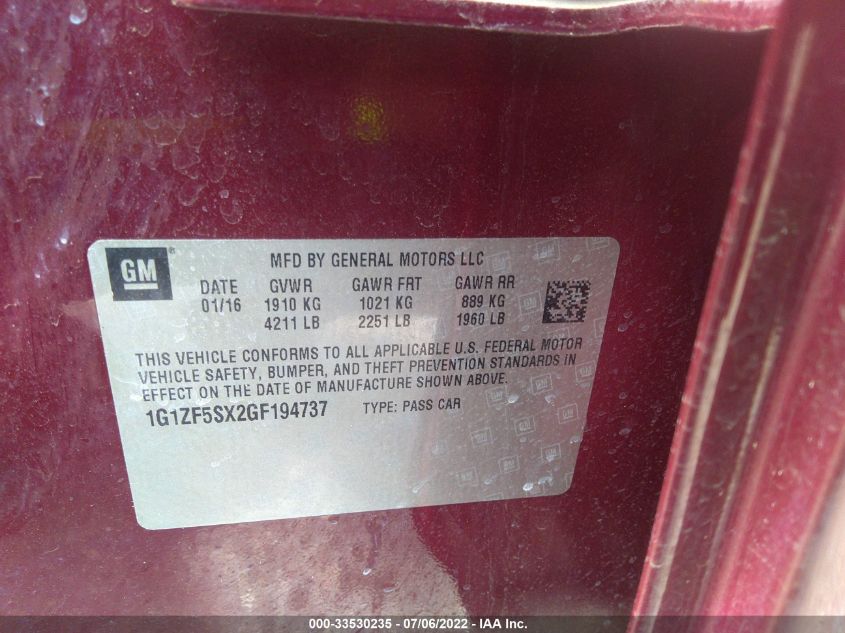 GM ® MFD BY GENERAL MOTORS LLC
DATE GVWR GAWR FRT GAWR RR
01/16 1910 KG 1021 KG 889 KG
4211 LB 2251 LB 1960 LB
THIS VEHICLE CONFORMS TO ALL APPLICABLE U.S. FEDERAL MOTOR
VEHICLE SAFETY, BUMPER, AND THEFT PREVENTION STANDARDS IN
EFFECT ON THE DATE OF MANUFACTURE SHOWN ABOVE.
1G1ZF5SX2GF194737 TYPE: PASS CAR
000-33530235 - 07/06/2022 - IAA Inc.